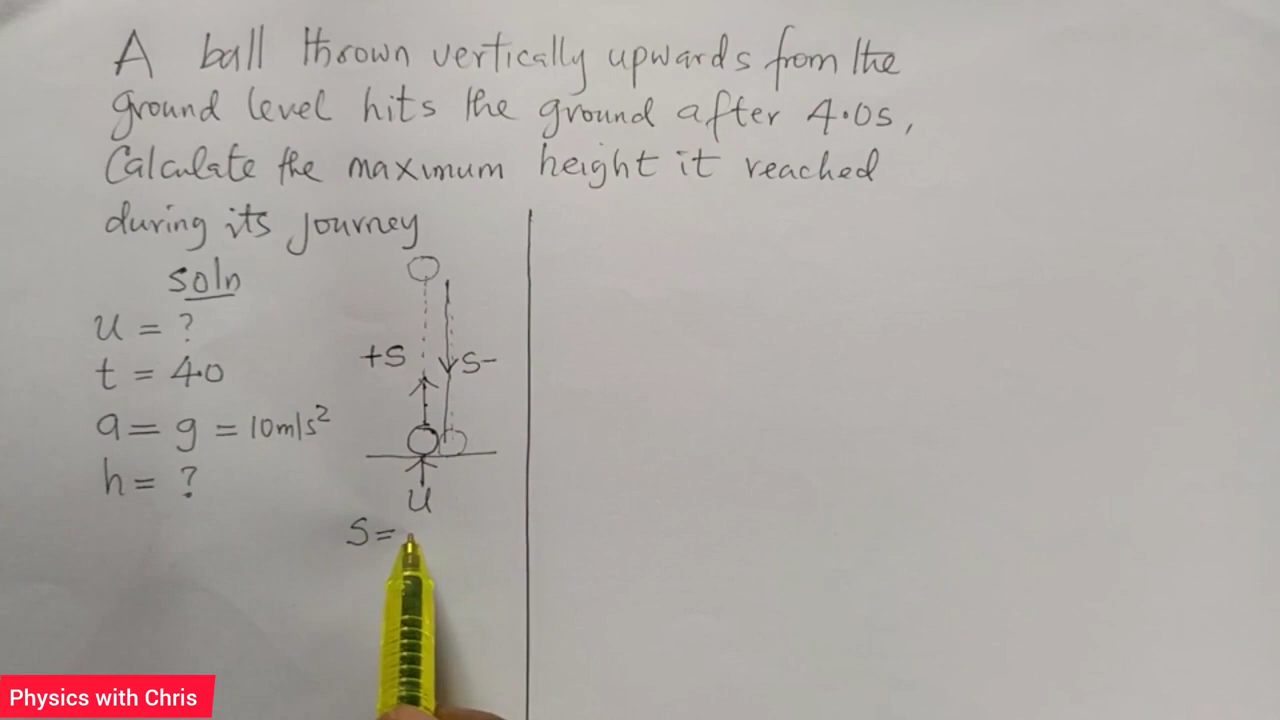 A ball thrown vertically upwards from the
ground level hits the ground after 4.0s,
Calculate the maximum height it reached
during its journey
soln
u = ?
t = 4.0
a = g = 10m/s²
h = ?
+S
S-
u
S=
Physics with Chris